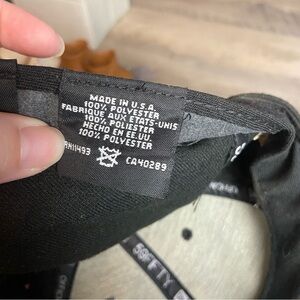 MADE IN U.S.A.
100% POLYESTER
FABRIQUE AUX ETATS-UNIS
100% POLIESTER
HECHO EN EE.UU.
100% POLYESTER
RN11493 CA40289
59FIFTY